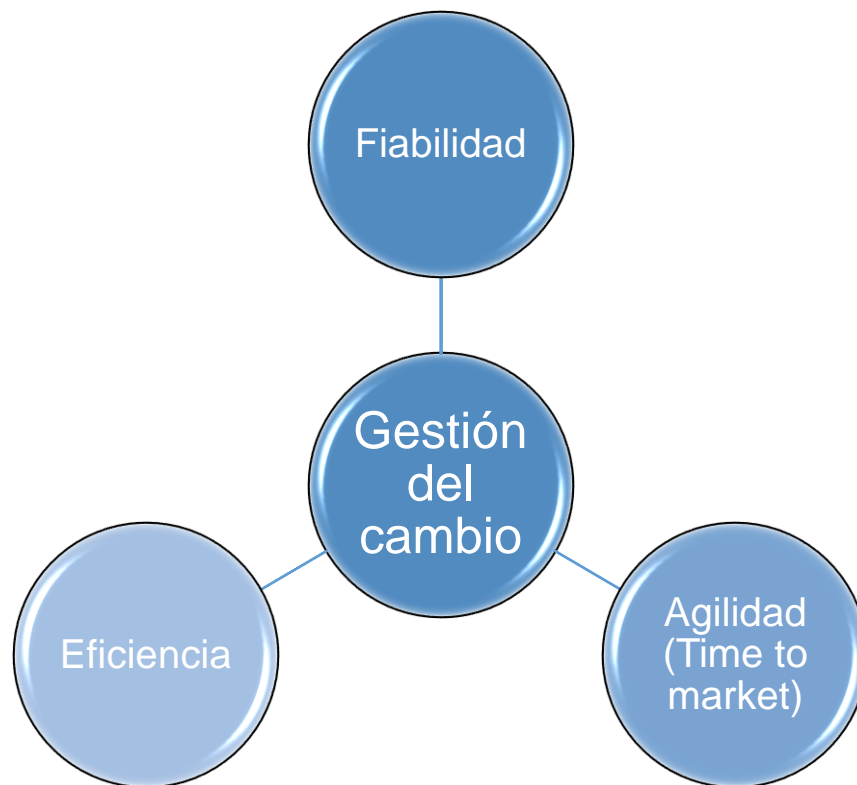 Fiabilidad
Gestión
del
cambio
Eficiencia
Agilidad
(Time to
market)